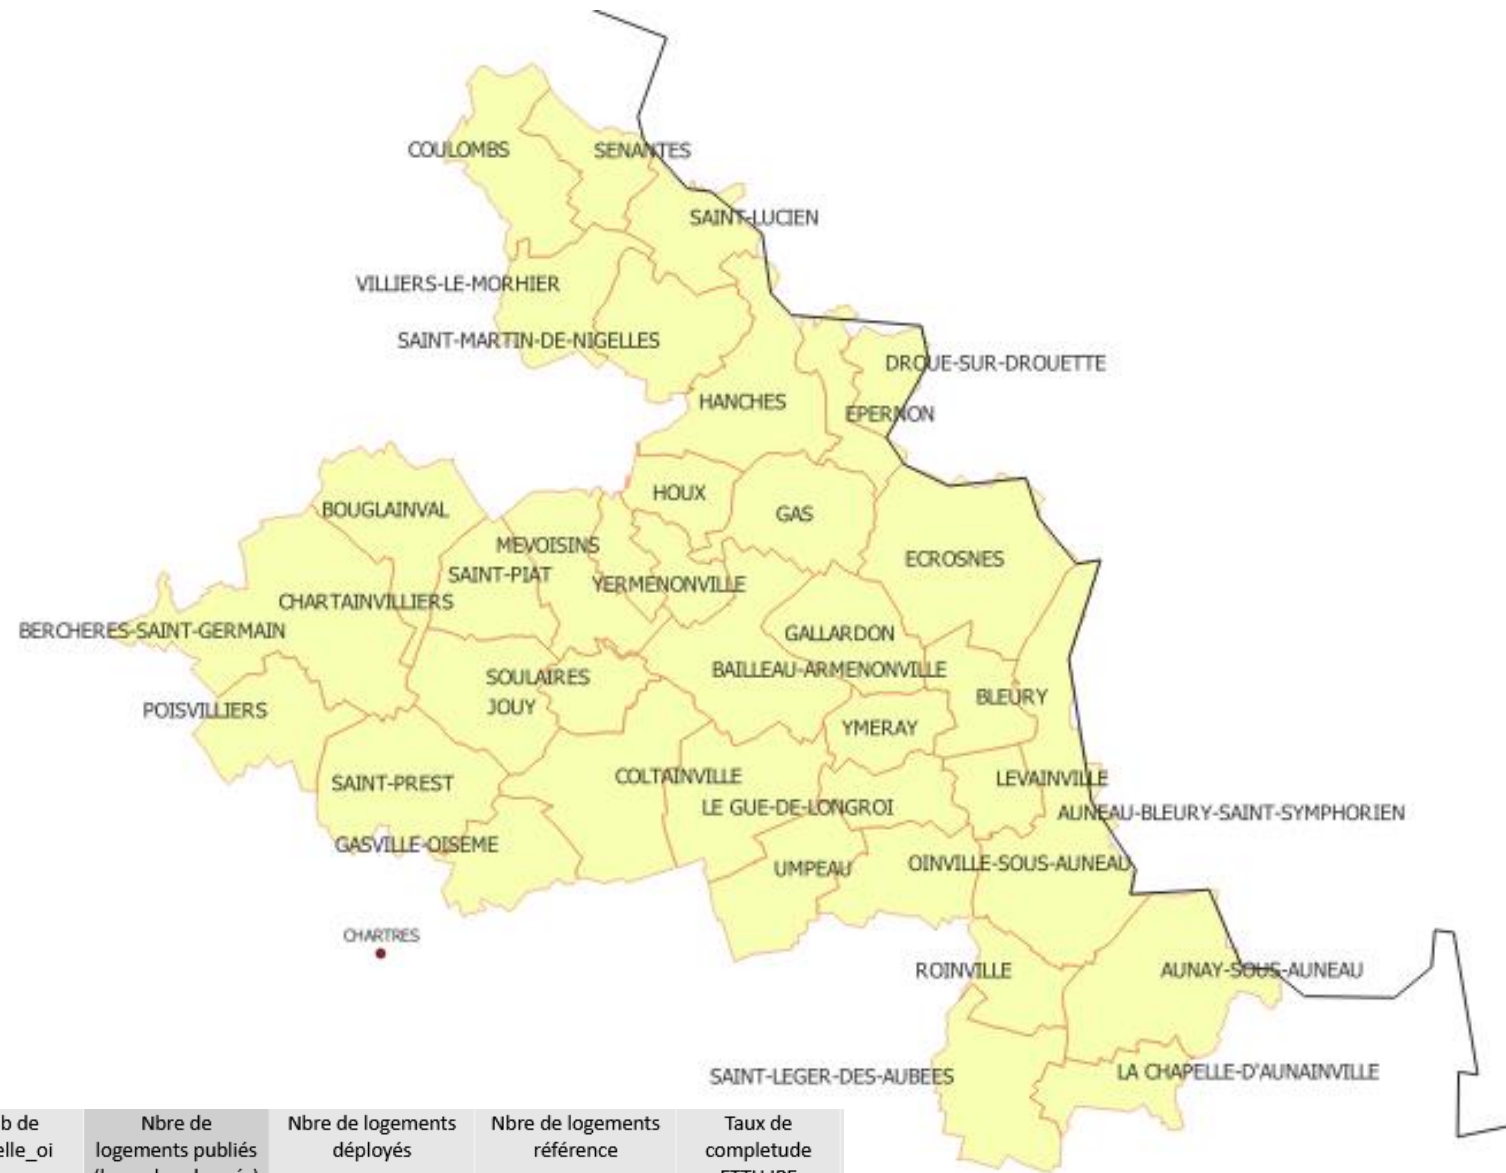 COULOMBS
SENANTES
SAINT-LUCIEN
VILLIERS-LE-MORHIER
SAINT-MARTIN-DE-NIGELLES
DROUE-SUR-DROUETTE
HANCHES
EPERNON
HOUX
BOUGLAINVAL
GAS
MEVOISINS
ECROSNES
SAINT-PIAT
YERMENONVILLE
CHARTAINVILLIERS
BERCHERES-SAINT-GERMAIN
GALLARDON
BAILLEAU-ARMENONVILLE
SOULAIRES
BLEURY
JOUY
POISVILLIERS
YMERAY
COLTAINVILLE
LEVAINVILLE
SAINT-PREST
LE GUE-DE-LONGROI
AUNEAU-BLEURY-SAINT-SYMPHORIEN
GASVILLE-OISEME
OINVILLE-SOUS-AUNEAU
UMPEAU
CHARTRES
ROINVILLE
AUNAY-SOUS-AUNEAU
LA CHAPELLE-D'AUNAINVILLE
SAINT-LEGER-DES-AUBEES
b de Nbre de Nbre de logements Nbre de logements Taux de
elle_oi logements publiés déployés référence completude